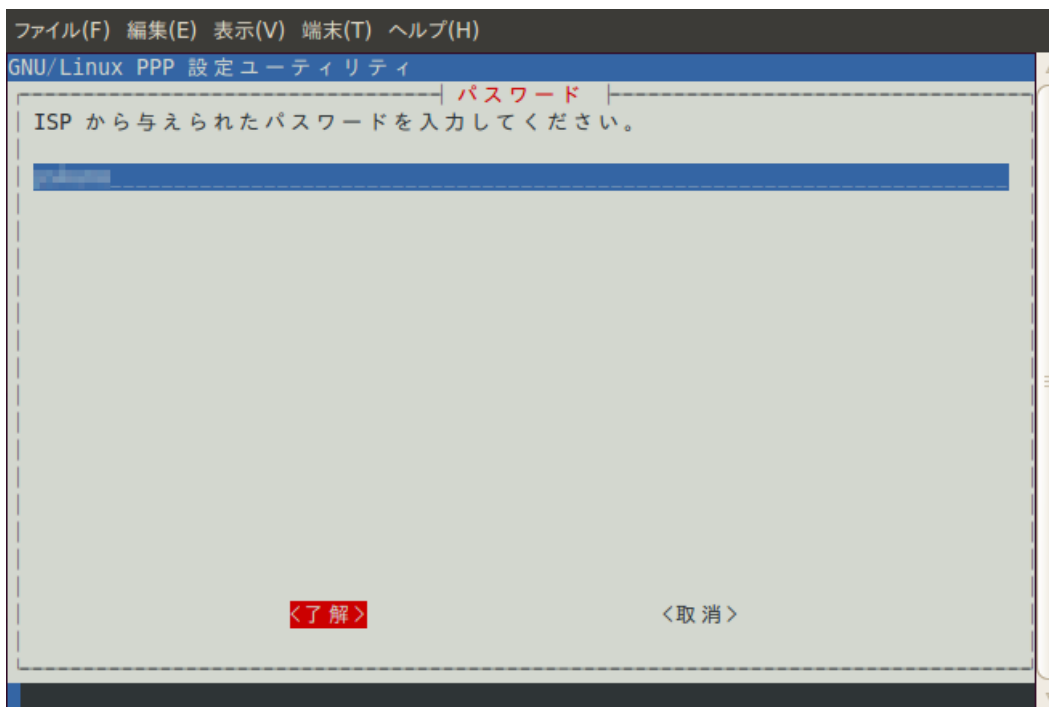 ファイル(F) 編集(E) 表示(V) 端末(T) ヘルプ(H)
GNU/Linux PPP 設定ユーティリティ
パスワード
ISP から与えられたパスワードを入力してください。
<了解> <取消>